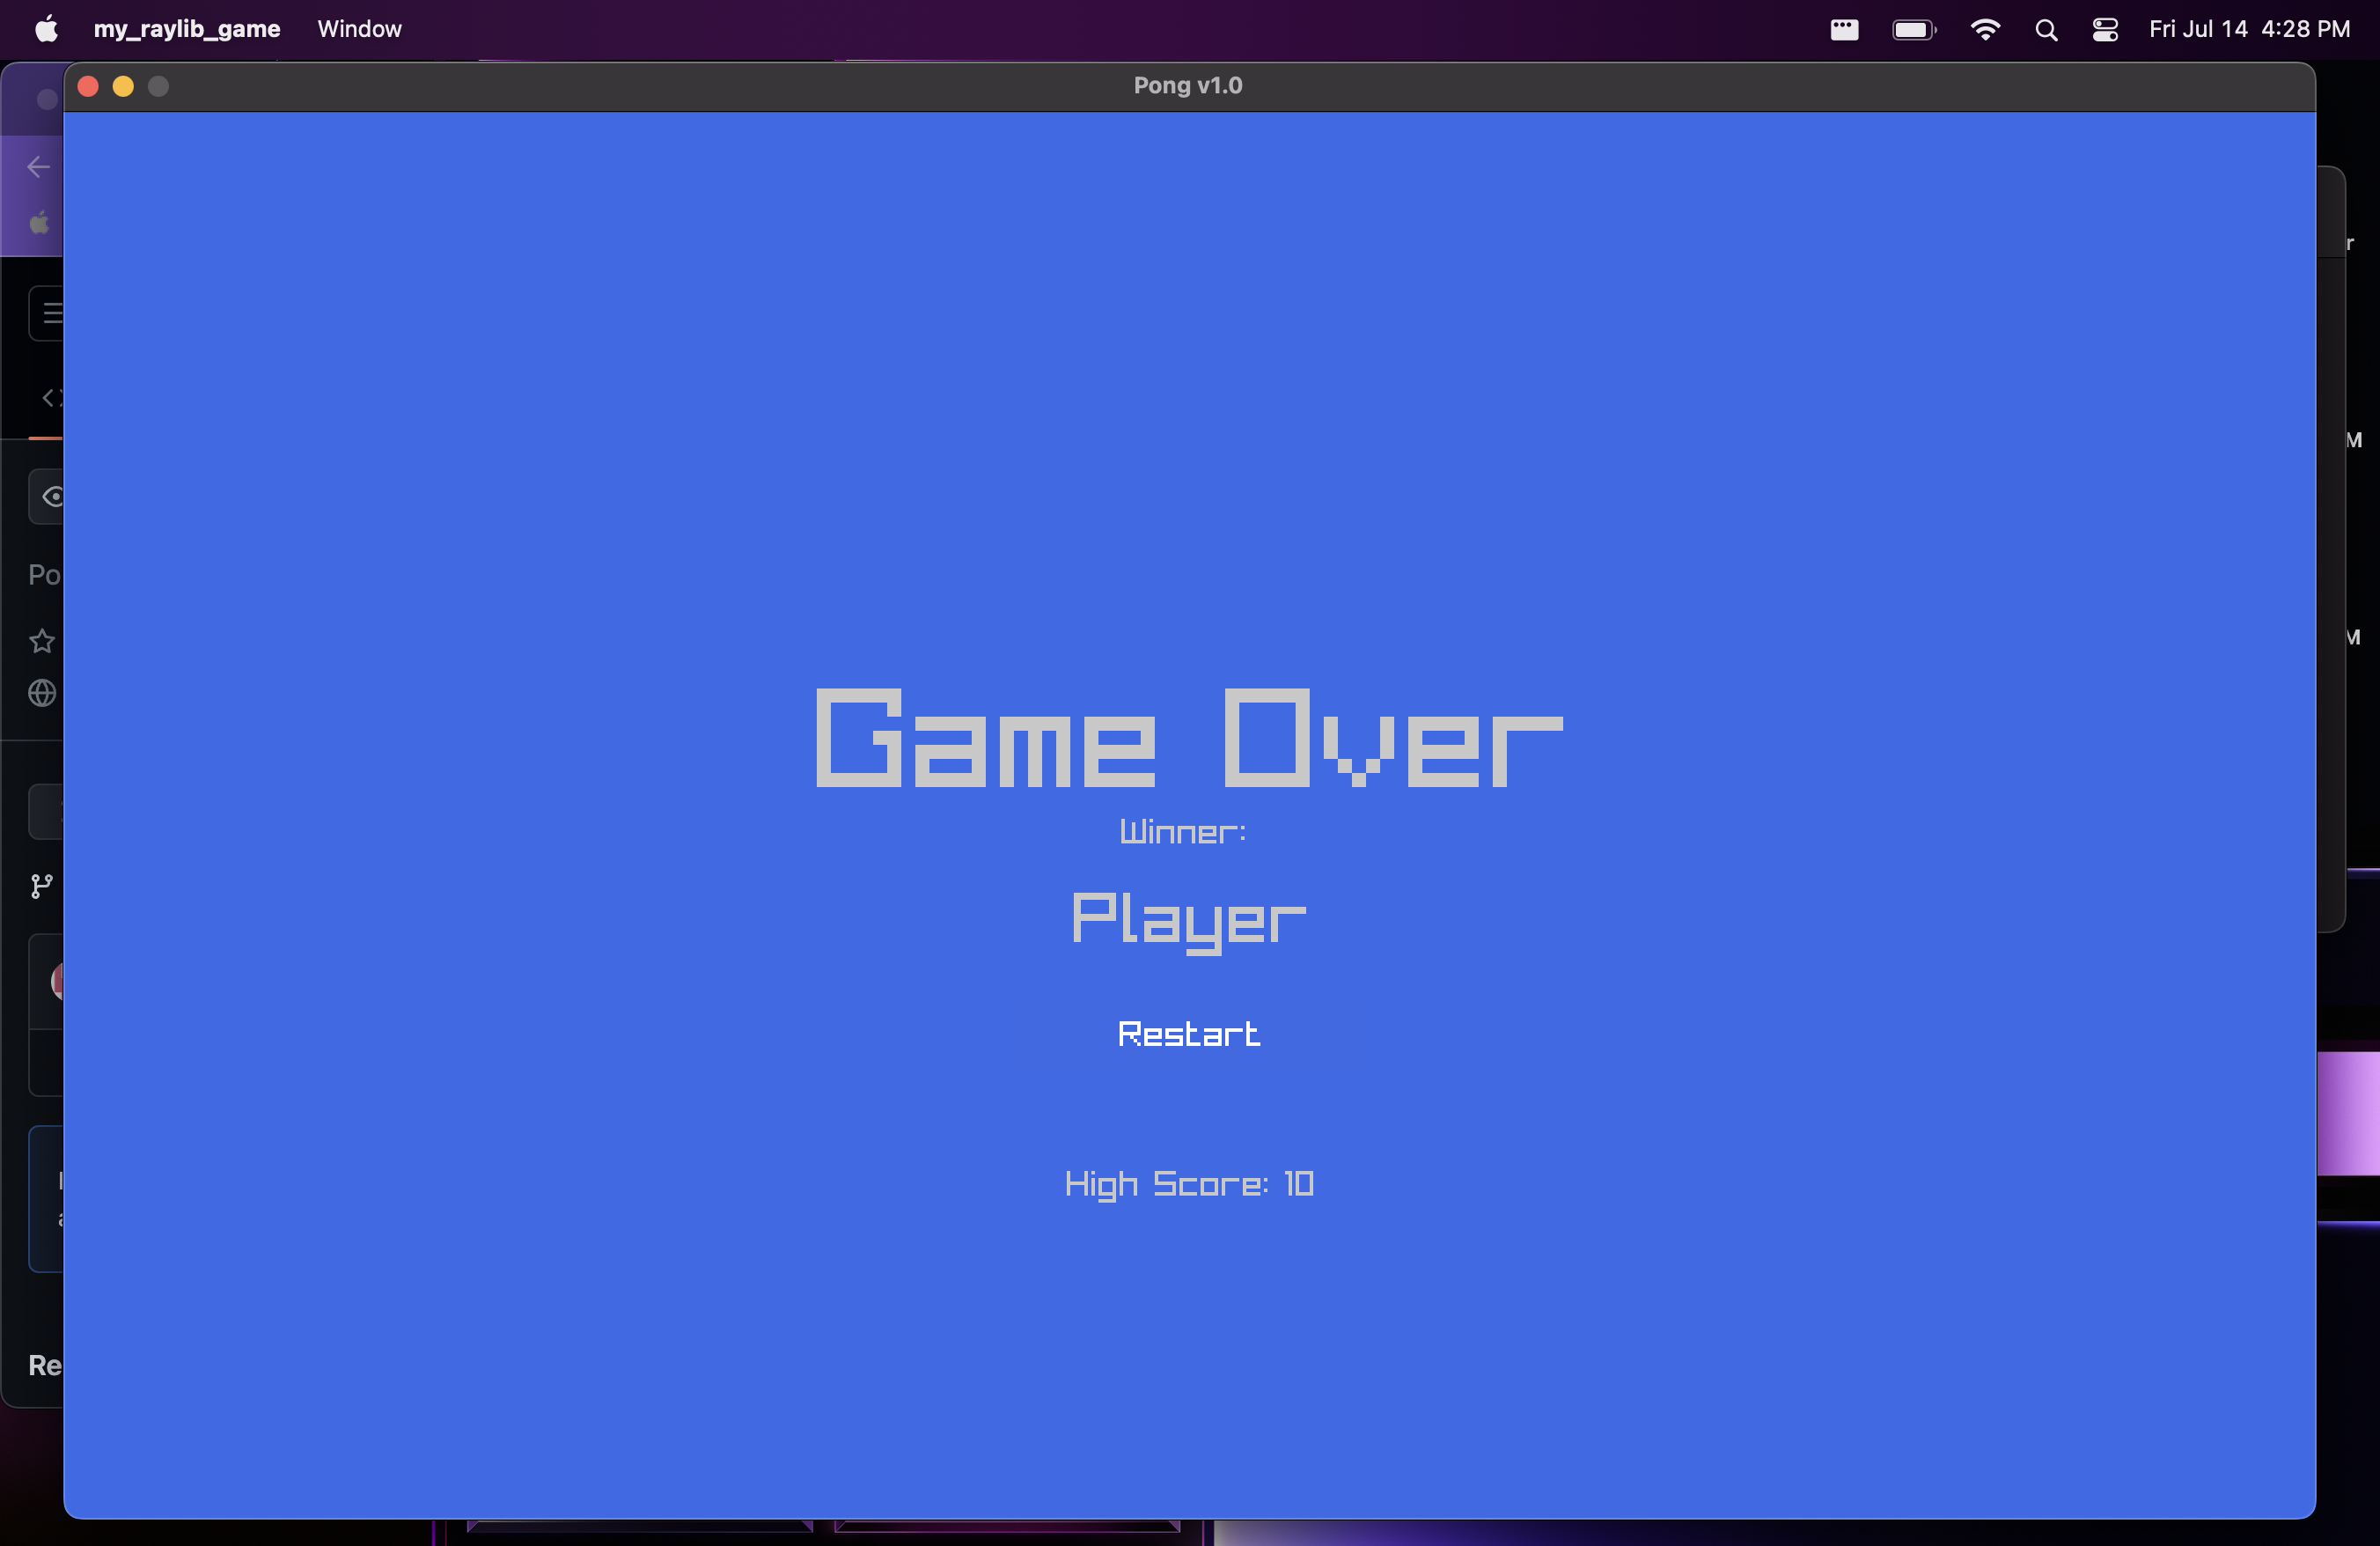 my_raylib_game Window Fri Jul 14 4:28 PM
Pong v1.0
Game Over
Winner:
Player
Restart
High Score: 10
Po
Re
r
M
M